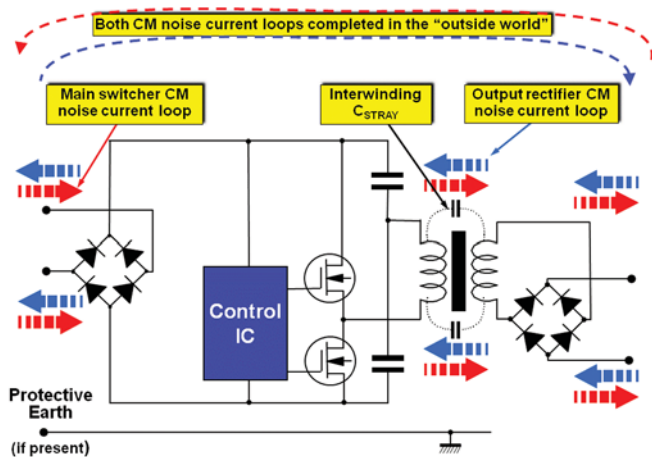 Both CM noise current loops completed in the “outside world”
Main switcher CM
noise current loop
Interwinding
CSTRAY
Output rectifier CM
noise current loop
Control
IC
Protective
Earth
(if present)